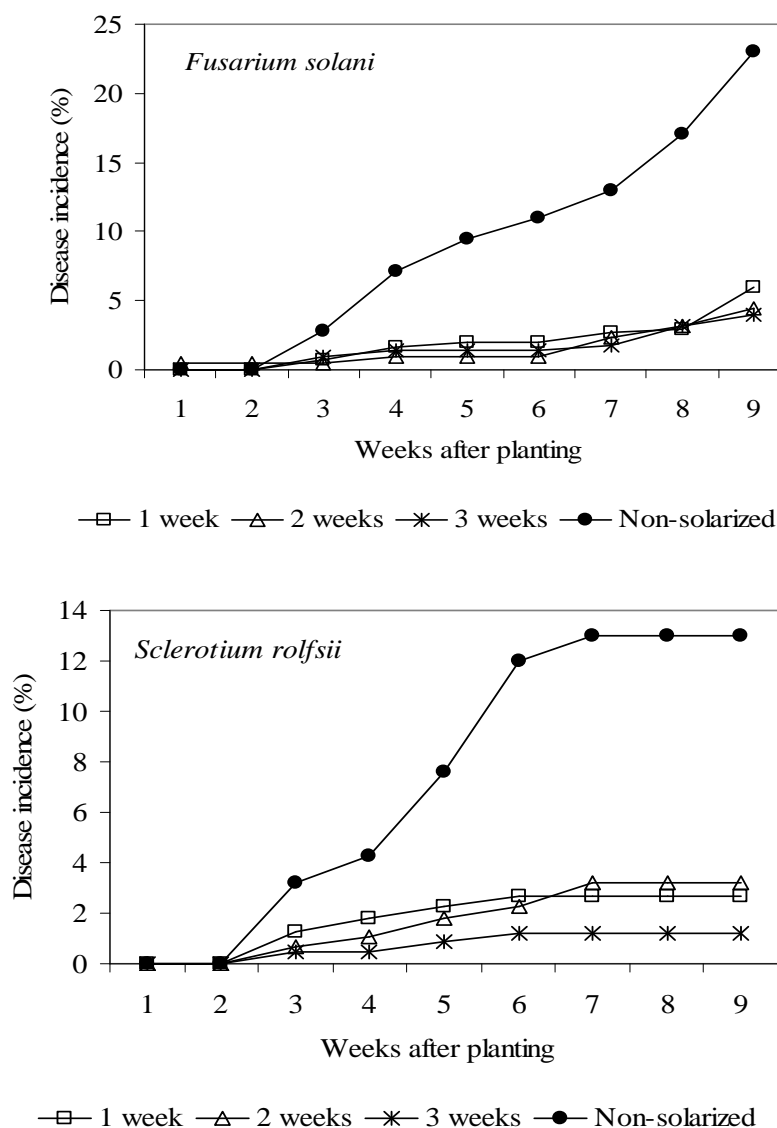 Fusarium solani
Disease incidence (%)
25
20
15
10
5
0
1 2 3 4 5 6 7 8 9
Weeks after planting
1 week 2 weeks 3 weeks Non-solarized
Sclerotium rolfsii
Disease incidence (%)
14
12
10
8
6
4
2
0
1 2 3 4 5 6 7 8 9
Weeks after planting
1 week 2 weeks 3 weeks Non-solarized